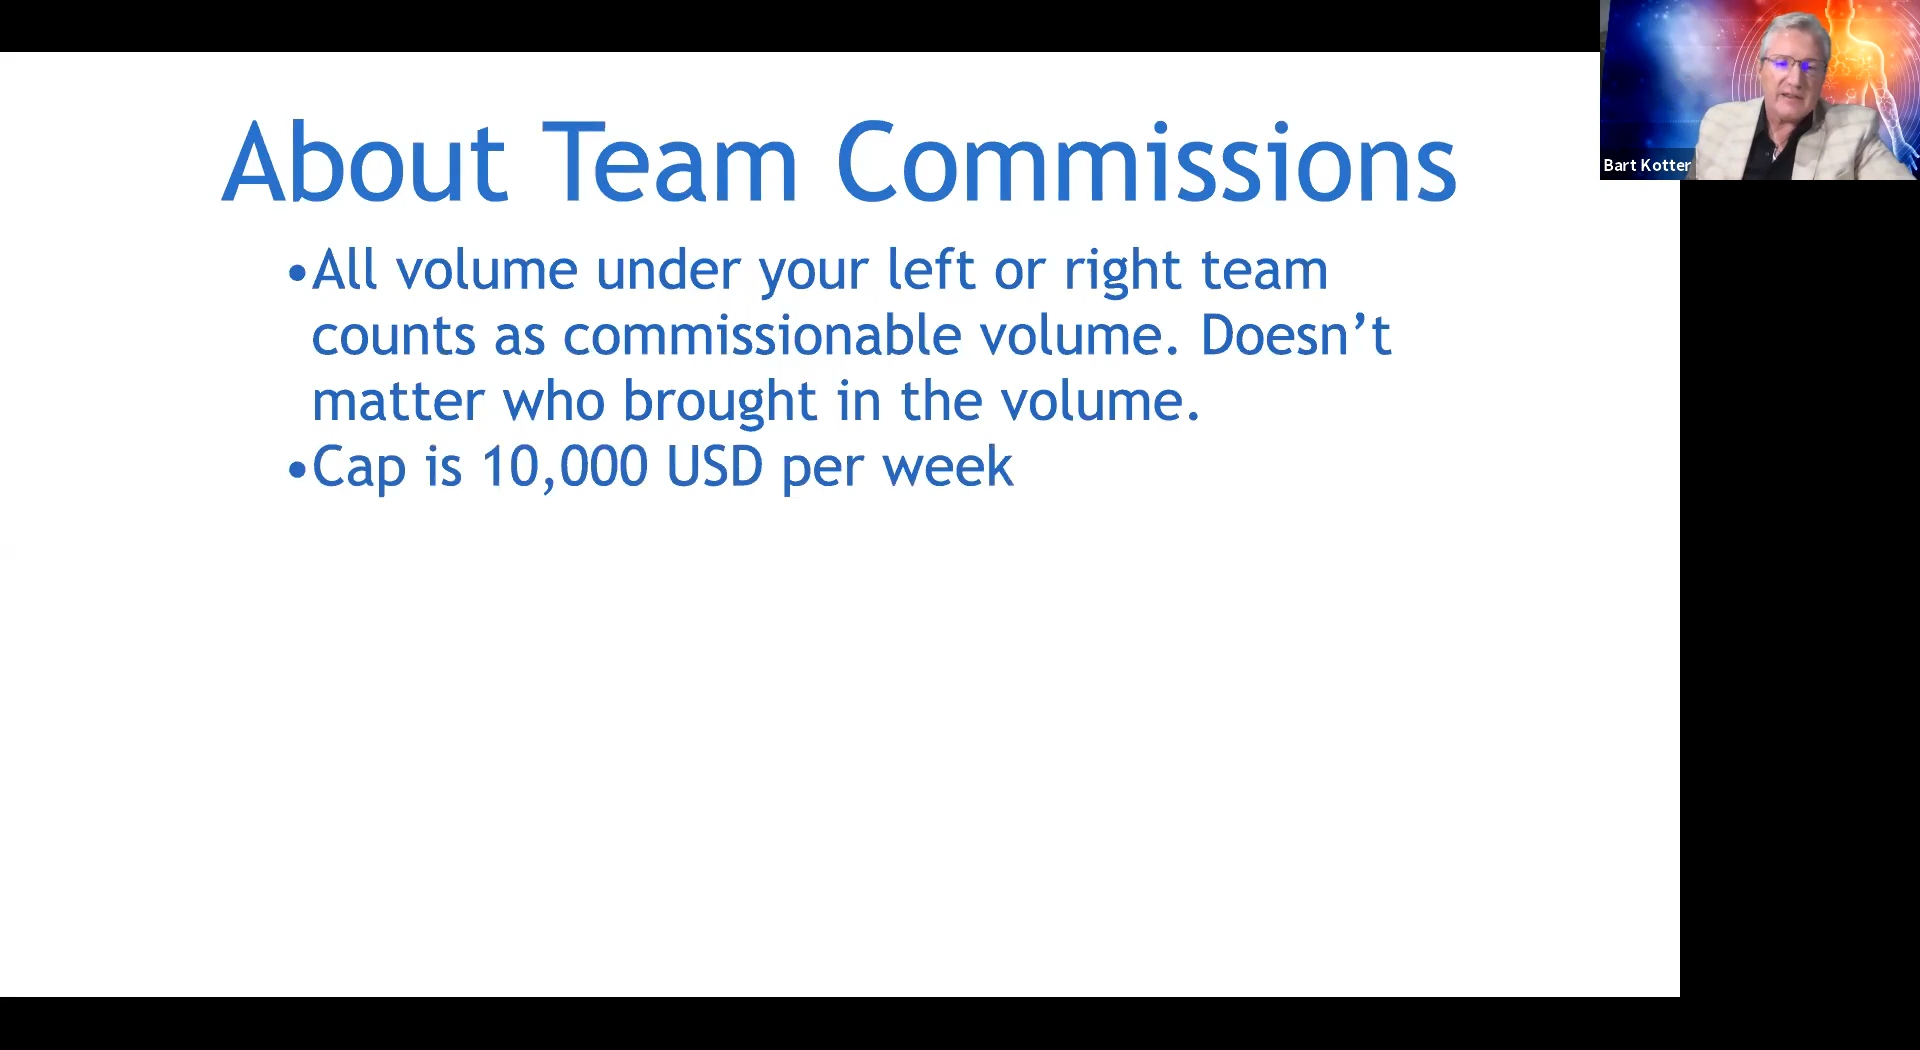 About Team Commissions
•All volume under your left or right team
counts as commissionable volume. Doesn’t
matter who brought in the volume.
•Cap is 10,000 USD per week
Bart Kotter